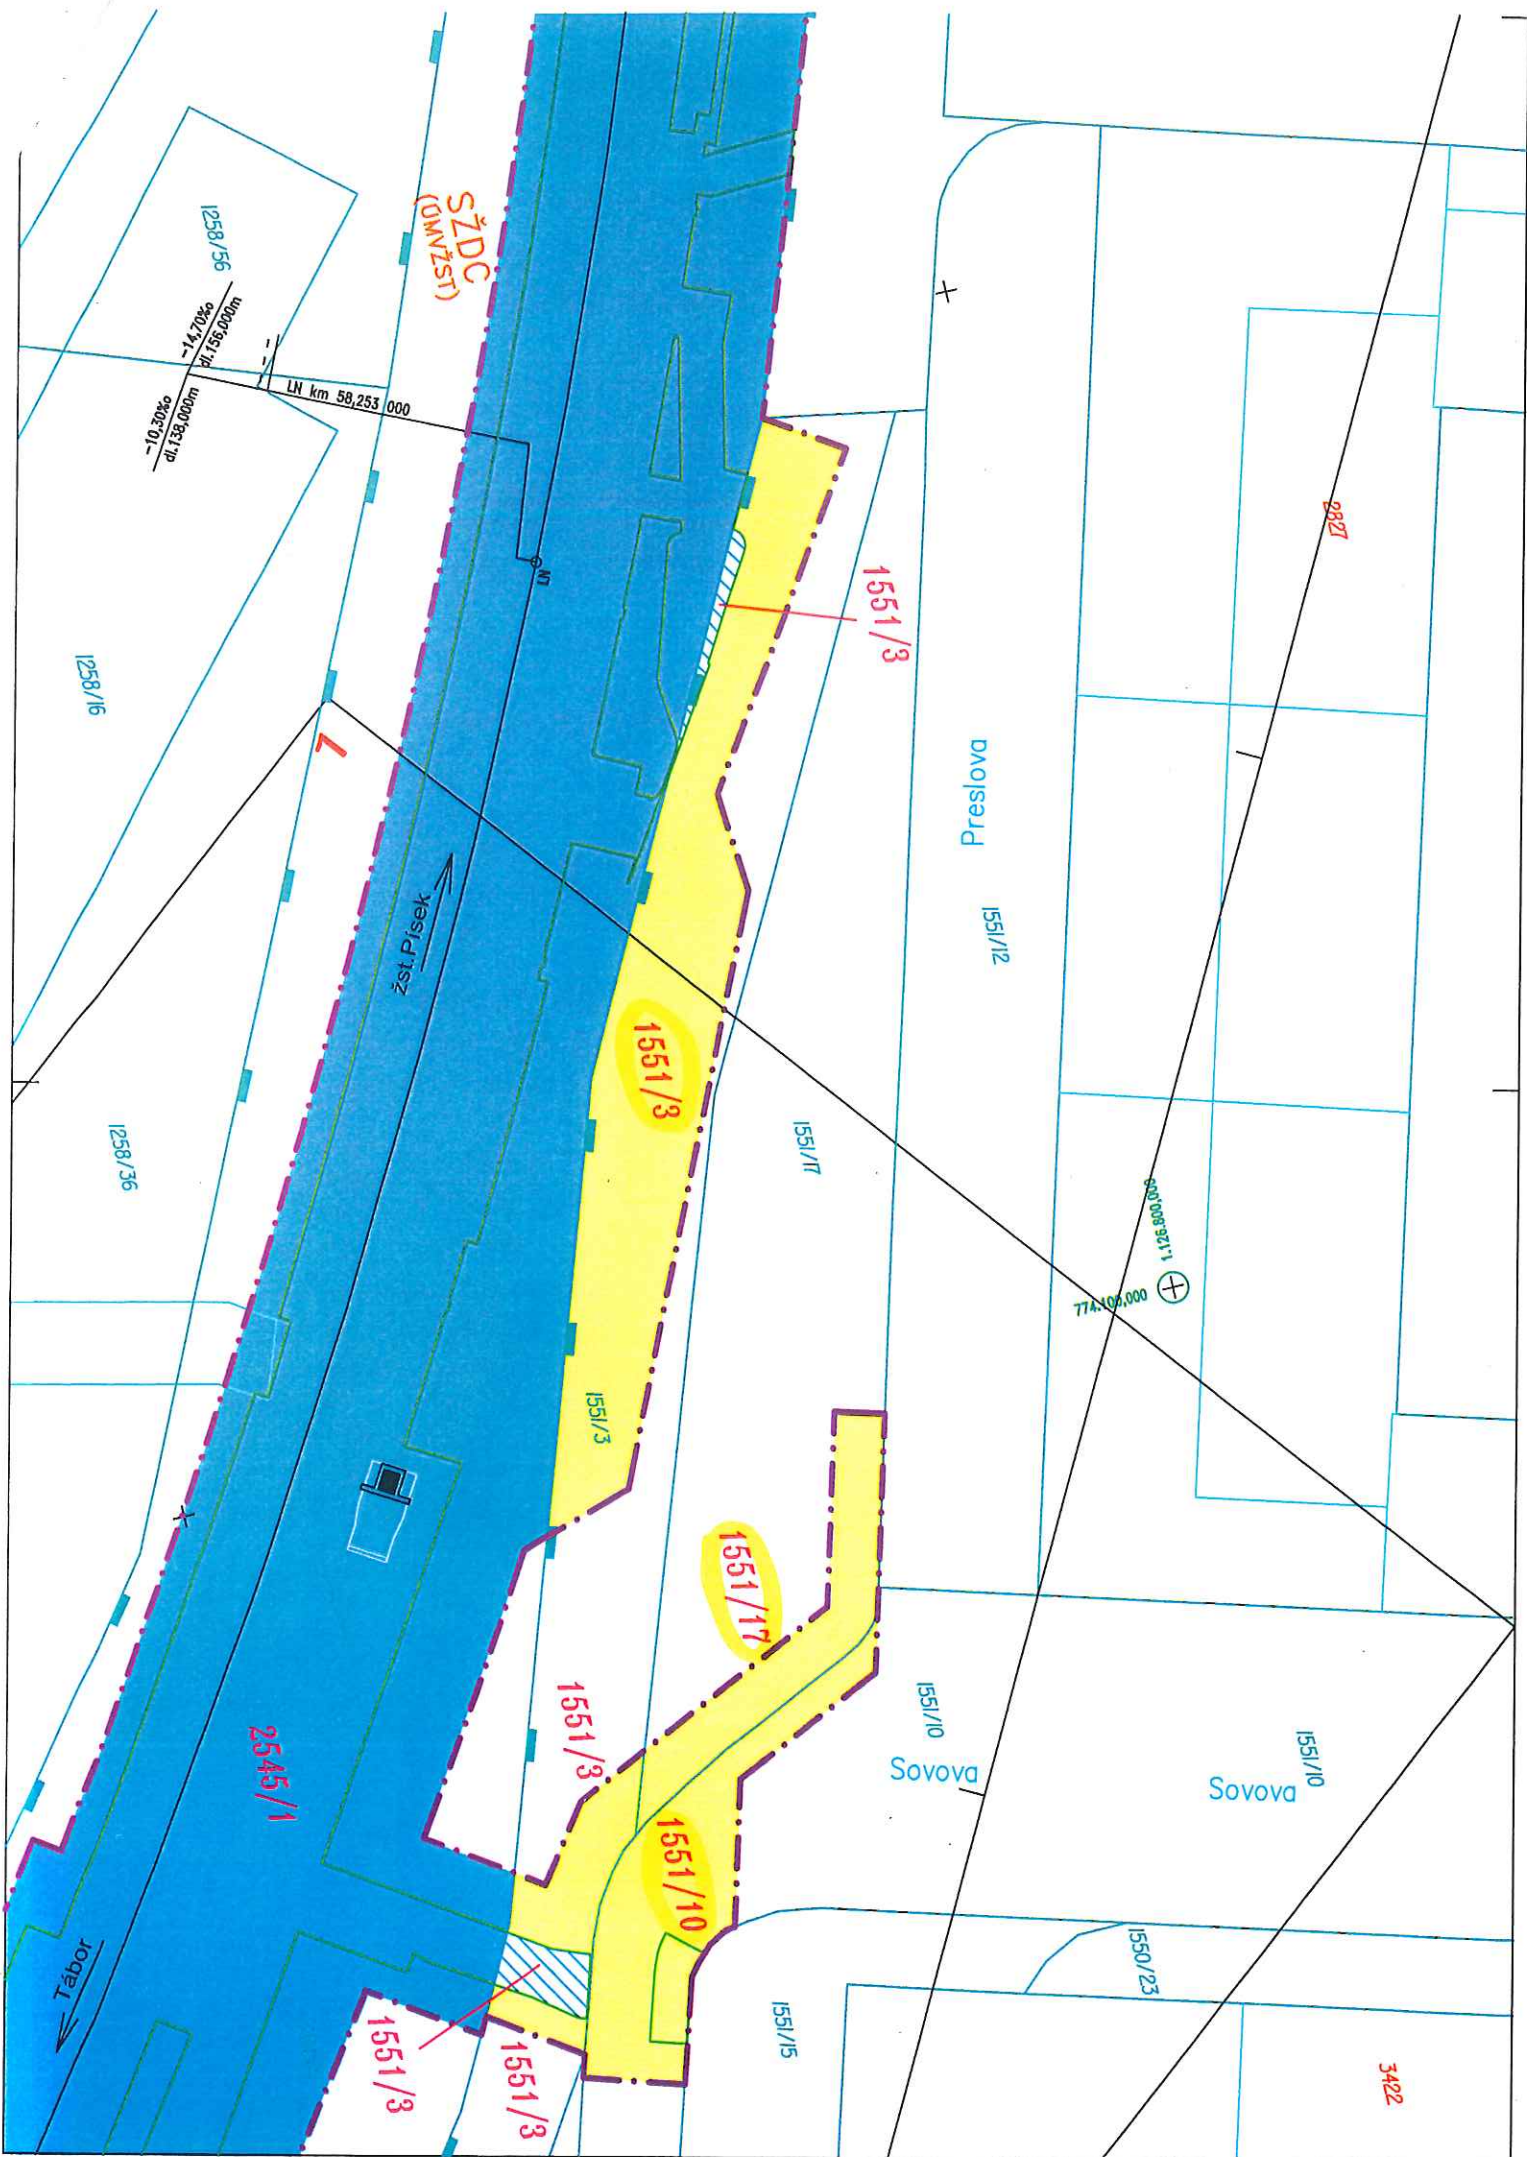 SŽDC
(ÚMVŽST)
1258/56
-14,70‰
dl.156,000m
-10,30‰
dl.138,000m
LN km 58,253 000
LN
1258/16
7
žst.Písek
1258/36
2827
1551/3
Preslova
1551/12
1551/3
1551/17
1.126.800,000
774.100,000
1551/3
1551/17
1551/3
1551/10
Sovova
1551/10
Sovova
2545/1
1551/10
1550/23
1551/15
3422
Tábor
1551/3
1551/3